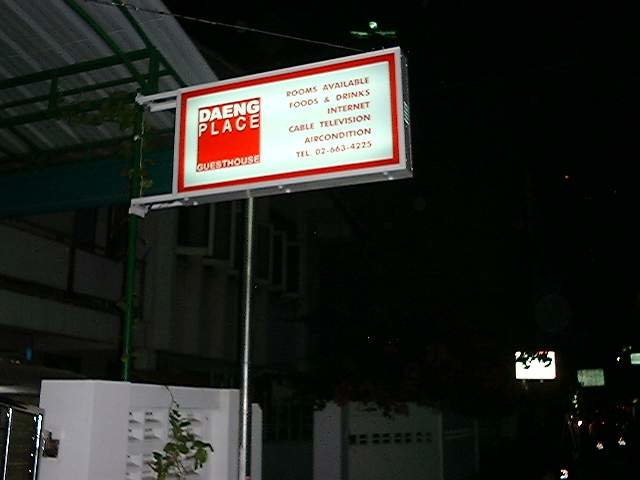 DAENG
PLACE
GUESTHOUSE
ROOMS AVAILABLE
FOODS & DRINKS
INTERNET
CABLE TELEVISION
AIRCONDITION
TEL. 02-663-4225